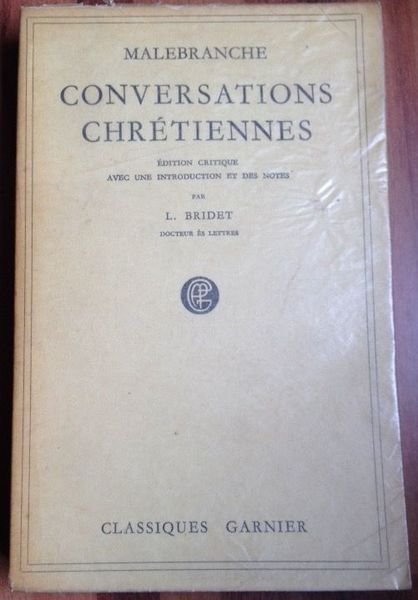 MALEBRANCHE
CONVERSATIONS
CHRÉTIENNES
ÉDITION CRITIQUE
AVEC UNE INTRODUCTION ET DES NOTES
PAR
L. BRIDET
DOCTEUR ÈS LETTRES
CLASSIQUES GARNIER